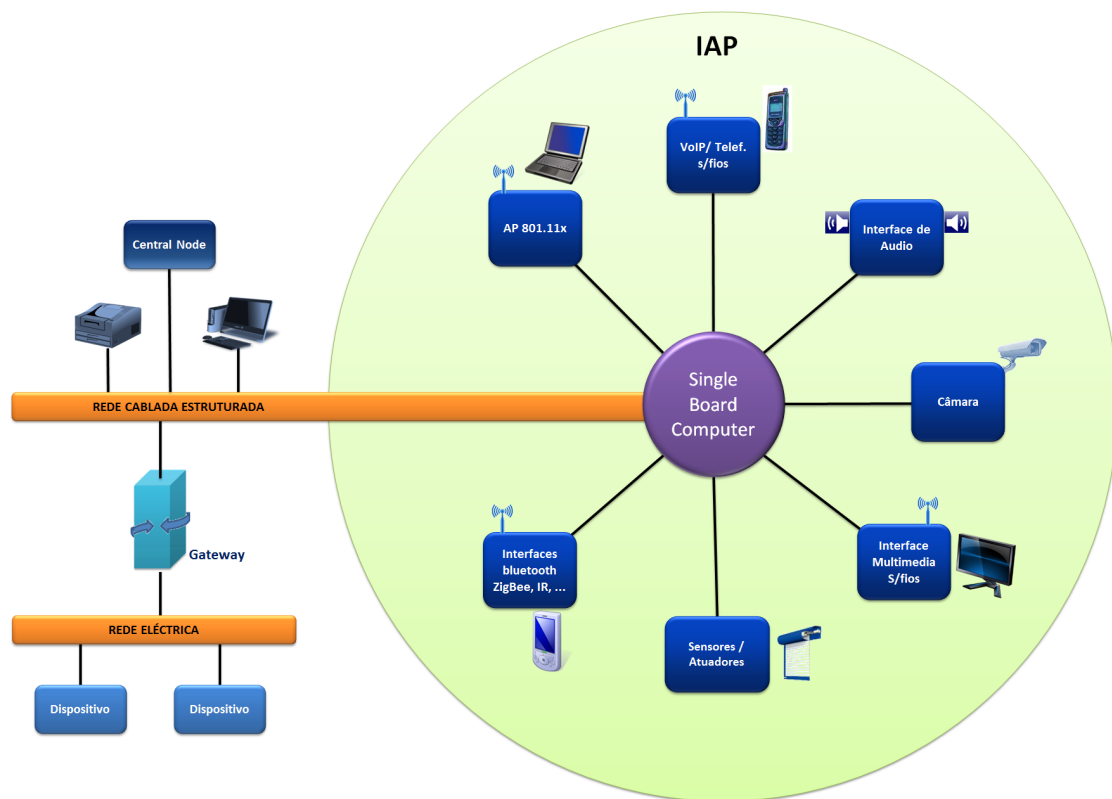 IAP
VoIP/ Telef.
s/fios
AP 801.11x
Interface de
Audio
Central Node
Single
Board
Computer
Câmara
REDE CABLADA ESTRUTURADA
Gateway
Interfaces
bluetooth
ZigBee, IR, ...
Interface
Multimedia
S/fios
REDE ELÉCTRICA
Sensores /
Atuadores
Dispositivo
Dispositivo